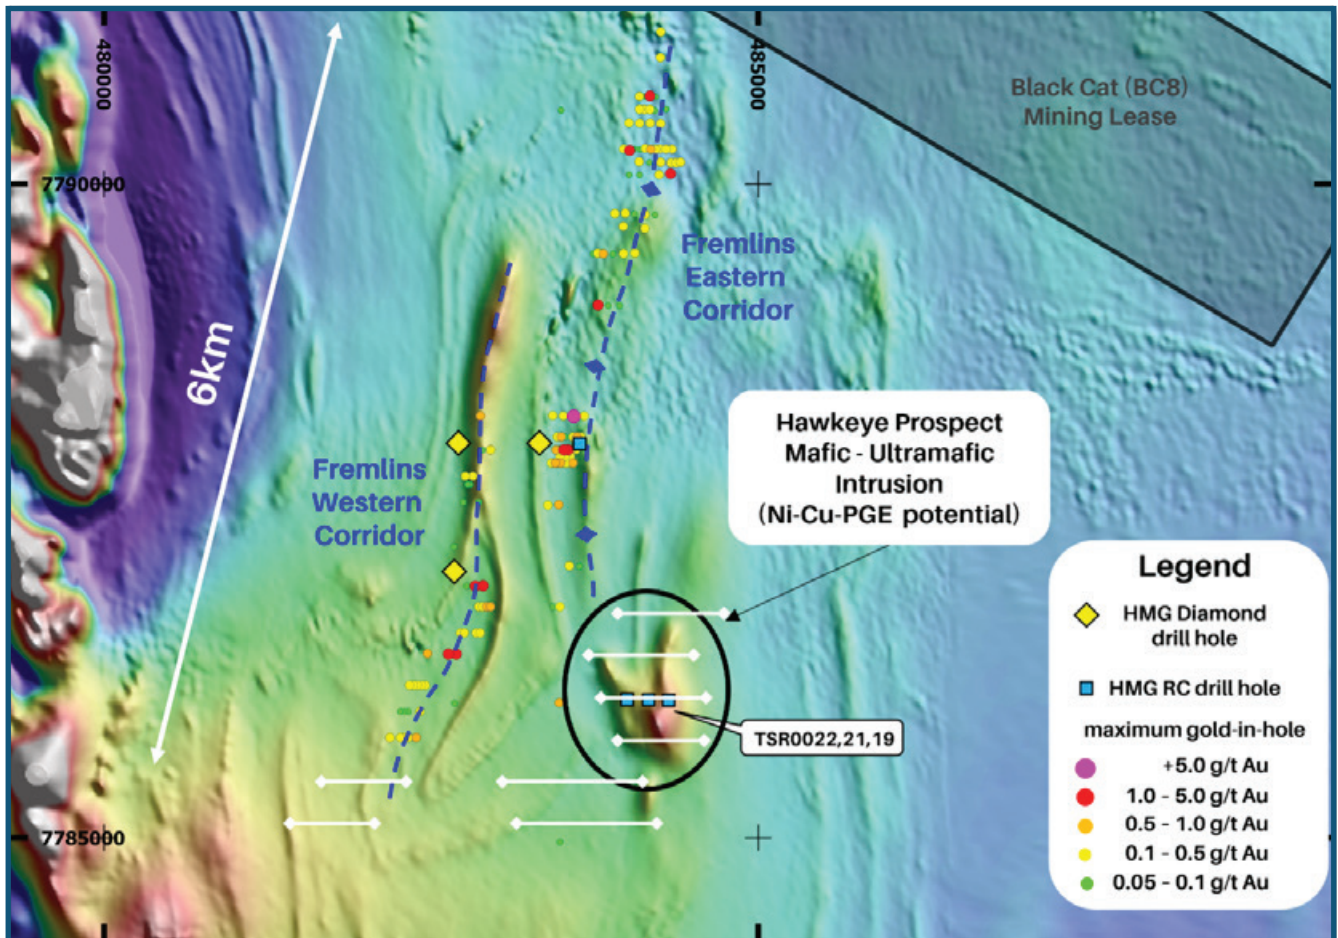 480000
485000
Black Cat (BC8)
Mining Lease
7790000
Fremlins
Eastern
Corridor
6km
Hawkeye Prospect
Mafic - Ultramafic
Intrusion
(Ni-Cu-PGE potential)
Fremlins
Western
Corridor
Legend
HMG Diamond
drill hole
HMG RC drill hole
maximum gold-in-hole
+5.0 g/t Au
1.0 - 5.0 g/t Au
0.5 - 1.0 g/t Au
0.1 - 0.5 g/t Au
0.05 - 0.1 g/t Au
TSR0022,21,19
7785000